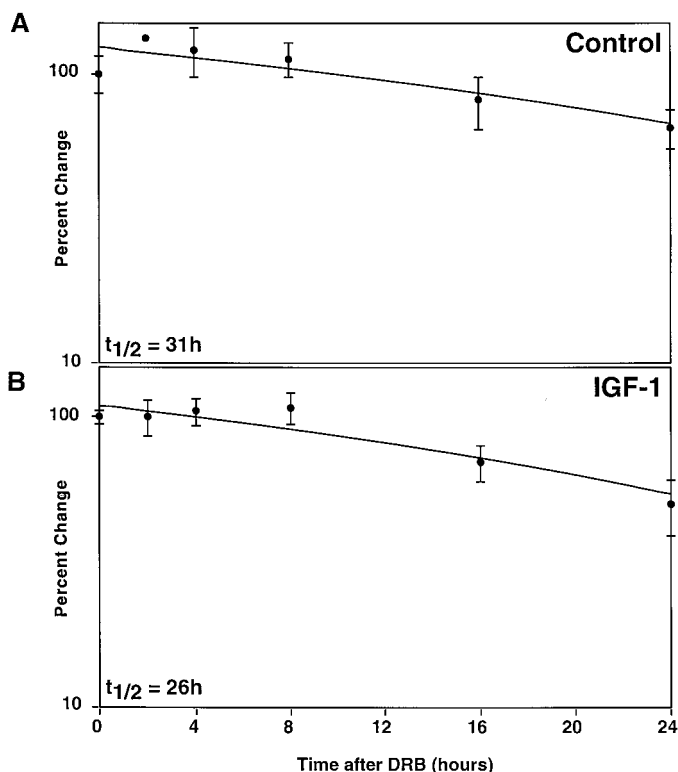 A
Control
100
Percent Change
t1/2 = 31h
10
B
IGF-1
100
Percent Change
t1/2 = 26h
10
0 4 8 12 16 20 24
Time after DRB (hours)